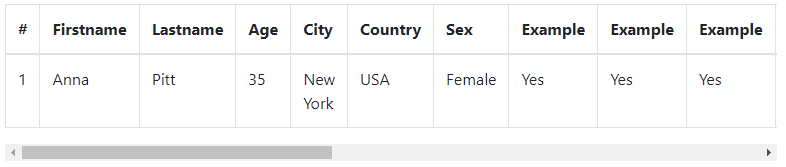 # Firstname Lastname Age City Country Sex Example Example Example
1 Anna Pitt 35 New York USA Female Yes Yes Yes